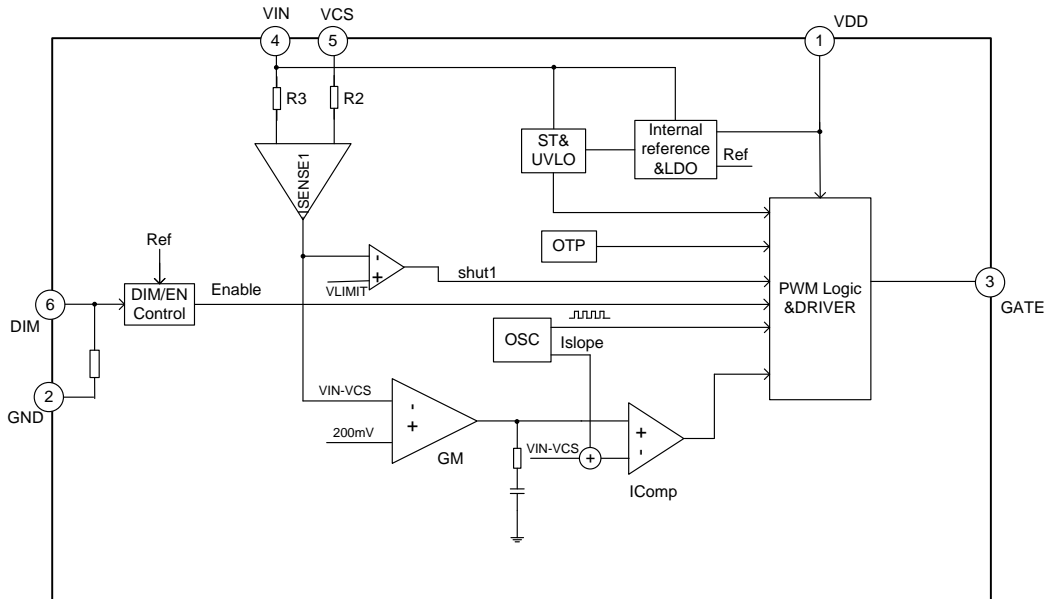 VIN
VCS
VDD
4
5
1
R3
R2
ST&
UVLO
Internal
reference
&LDO
Ref
ISENSE1
OTP
Ref
-
+
VLIMIT
shut1
PWM Logic
&DRIVER
3
GATE
6
DIM
DIM/EN
Control
Enable
OSC
Islope
2
GND
VIN-VCS
-
+
200mV
GM
VIN-VCS
+
+
-
IComp